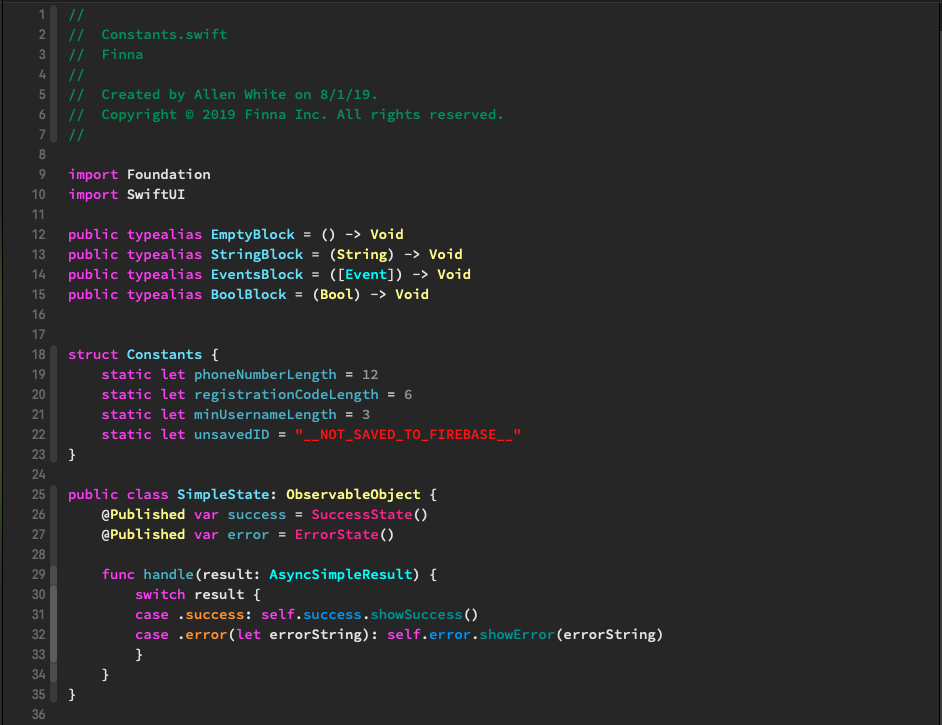 1 //
2 //  Constants.swift
3 //  Finna
4 //
5 //  Created by Allen White on 8/1/19.
6 //  Copyright © 2019 Finna Inc. All rights reserved.
7 //
8
9 import Foundation
10 import SwiftUI
11
12 public typealias EmptyBlock = () -> Void
13 public typealias StringBlock = (String) -> Void
14 public typealias EventsBlock = ([Event]) -> Void
15 public typealias BoolBlock = (Bool) -> Void
16
17
18 struct Constants {
19     static let phoneNumberLength = 12
20     static let registrationCodeLength = 6
21     static let minUsernameLength = 3
22     static let unsavedID = "__NOT_SAVED_TO_FIREBASE__"
23 }
24
25 public class SimpleState: ObservableObject {
26     @Published var success = SuccessState()
27     @Published var error = ErrorState()
28
29     func handle(result: AsyncSimpleResult) {
30         switch result {
31         case .success: self.success.showSuccess()
32         case .error(let errorString): self.error.showError(errorString)
33         }
34     }
35 }
36